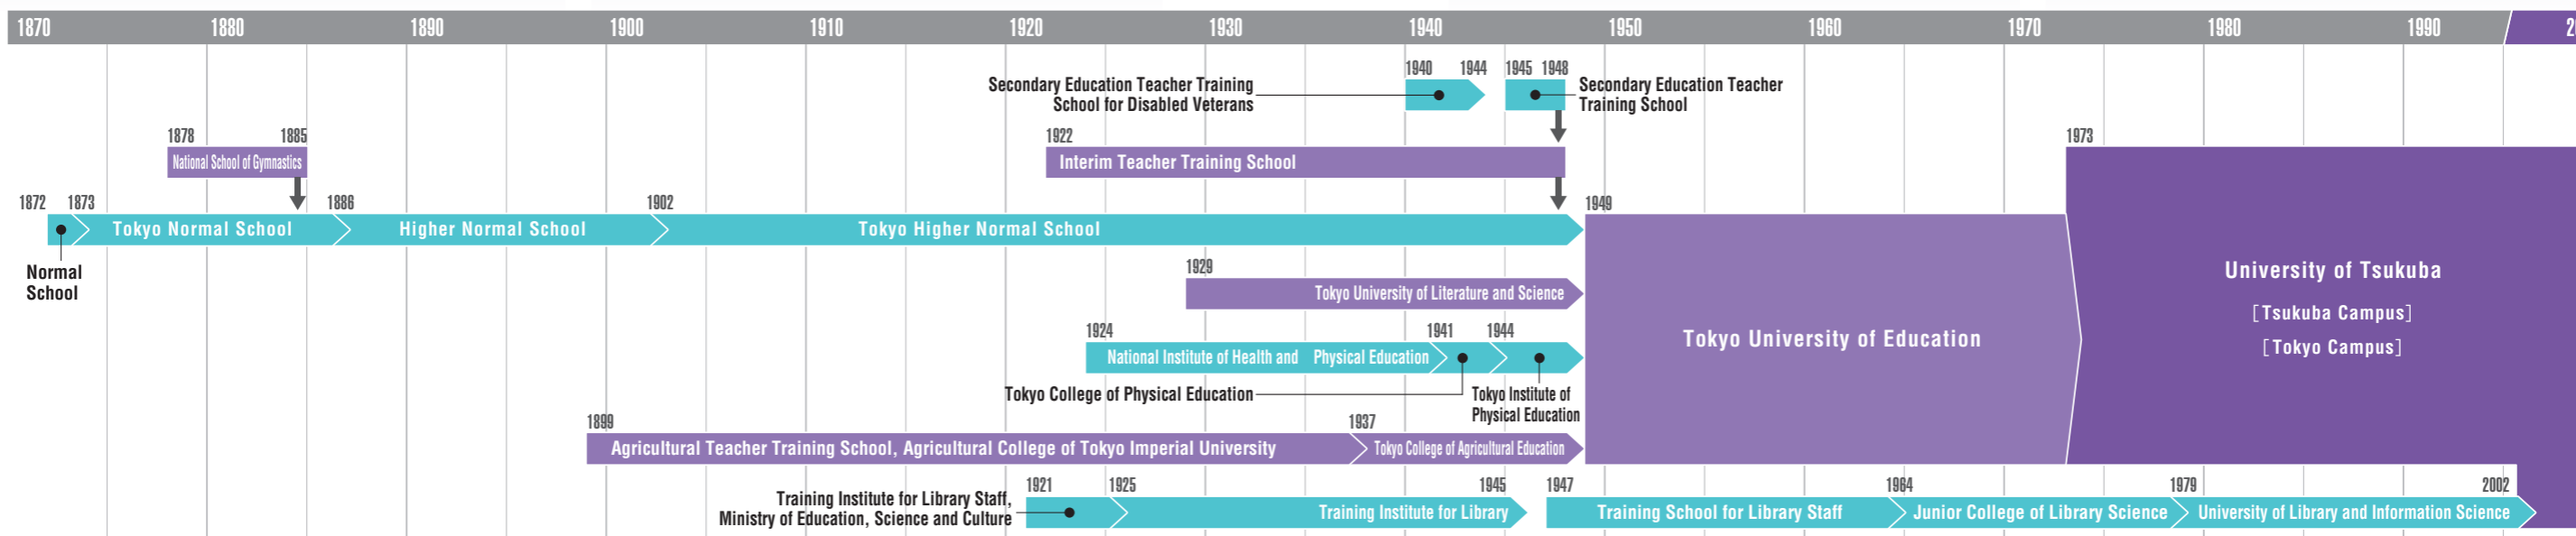 1870 1880 1890 1900 1910 1920 1930 1940 1950 1960 1970 1980 1990
1940 1944 1945 1948
Secondary Education Teacher Training
School for Disabled Veterans
Secondary Education Teacher
Training School
1878 1885 1922 1973
National School of Gymnastics Interim Teacher Training School
1872 1873 1886 1902 1949
Tokyo Normal School Higher Normal School Tokyo Higher Normal School
Normal
School
1929
Tokyo University of Literature and Science
1924 1941 1944
National Institute of Health and Physical Education
Tokyo College of Physical Education
Tokyo Institute of
Physical Education
Tokyo University of Education
University of Tsukuba
[Tsukuba Campus]
[Tokyo Campus]
1899 1937
Agricultural Teacher Training School, Agricultural College of Tokyo Imperial University Tokyo College of Agricultural Education
1921 1925 1945 1947 1964 1979 2002
Training Institute for Library Staff,
Ministry of Education, Science and Culture
Training Institute for Library Training School for Library Staff Junior College of Library Science University of Library and Information Science